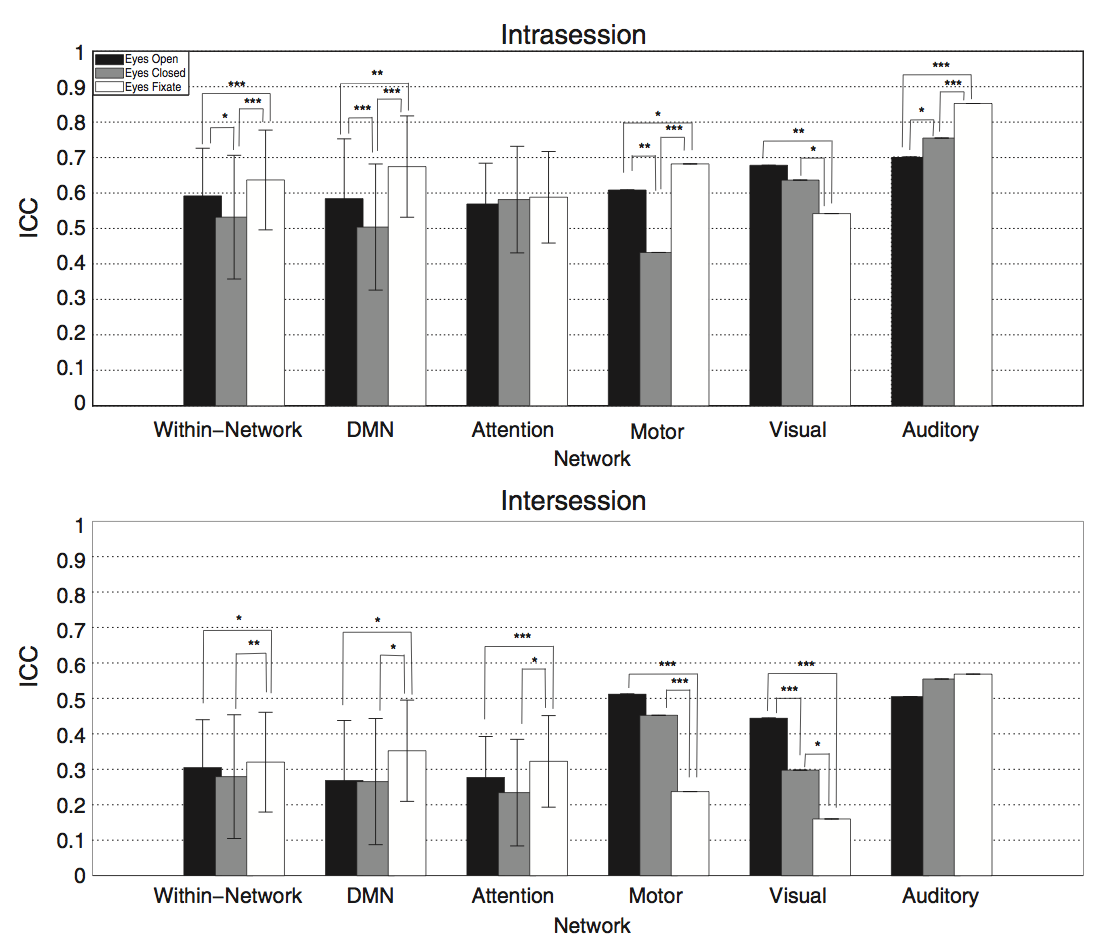 Intrasession
Eyes Open
Eyes Closed
Eyes Fixate
ICC
1
0.9
0.8
0.7
0.6
0.5
0.4
0.3
0.2
0.1
0
*** * ***
** *** ***
* ** ***
** *
*** * ***
Within-Network DMN Attention Motor Visual Auditory
Network
Intersession
ICC
1
0.9
0.8
0.7
0.6
0.5
0.4
0.3
0.2
0.1
0
* **
* *
*** *
*** ***
*** *** *
Within-Network DMN Attention Motor Visual Auditory
Network